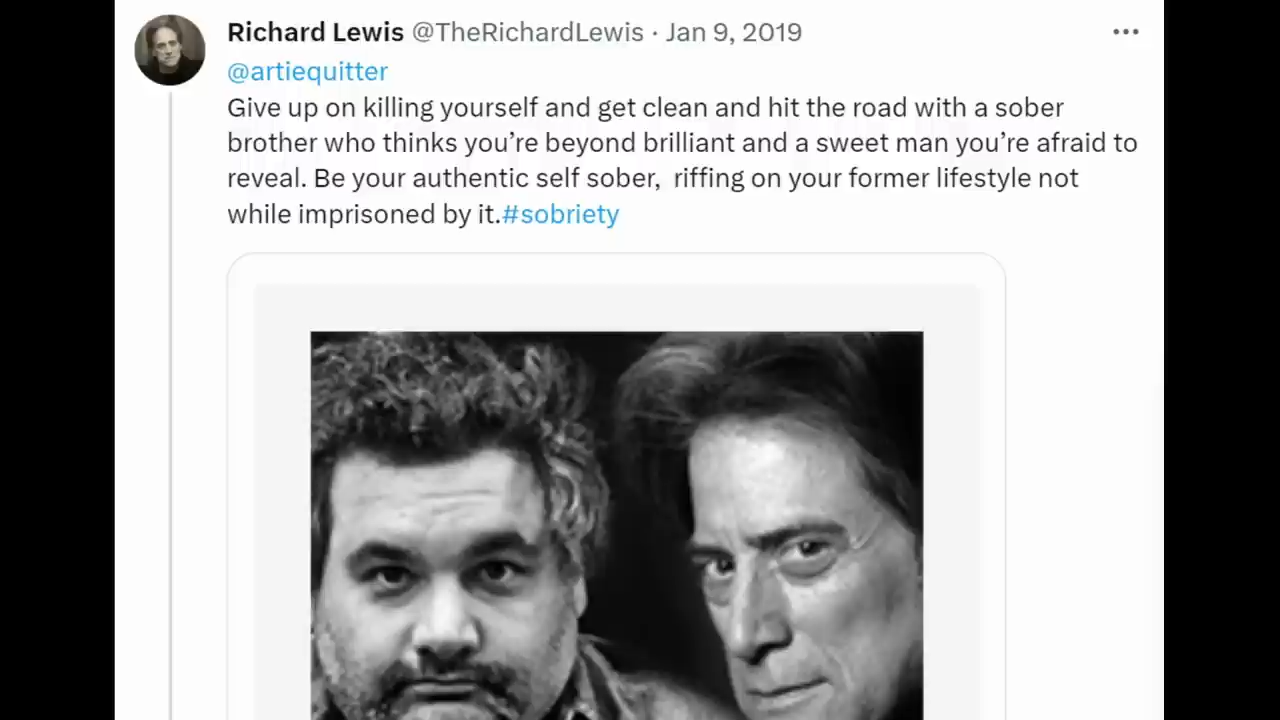 Richard Lewis @TheRichardLewis · Jan 9, 2019
@artiequitter
Give up on killing yourself and get clean and hit the road with a sober
brother who thinks you’re beyond brilliant and a sweet man you’re afraid to
reveal. Be your authentic self sober,  riffing on your former lifestyle not
while imprisoned by it.#sobriety